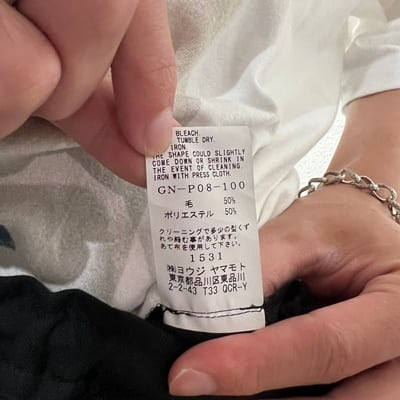 BLEACH.
TUMBLE DRY.
IRON.
THE SHAPE COULD SLIGHTLY
COME DOWN OR SHRINK IN
THE EVENT OF CLEANING.
IRON WITH PRESS CLOTH.
GN-P08-100
毛 50%
ポリエステル 50%
クリーニングで多少の型くず
れや縮む事があります。
あて布を使用して下さい。
1531
㈱ヨウジ ヤマモト
東京都品川区東品川
2-2-43 T33 QCR-Y